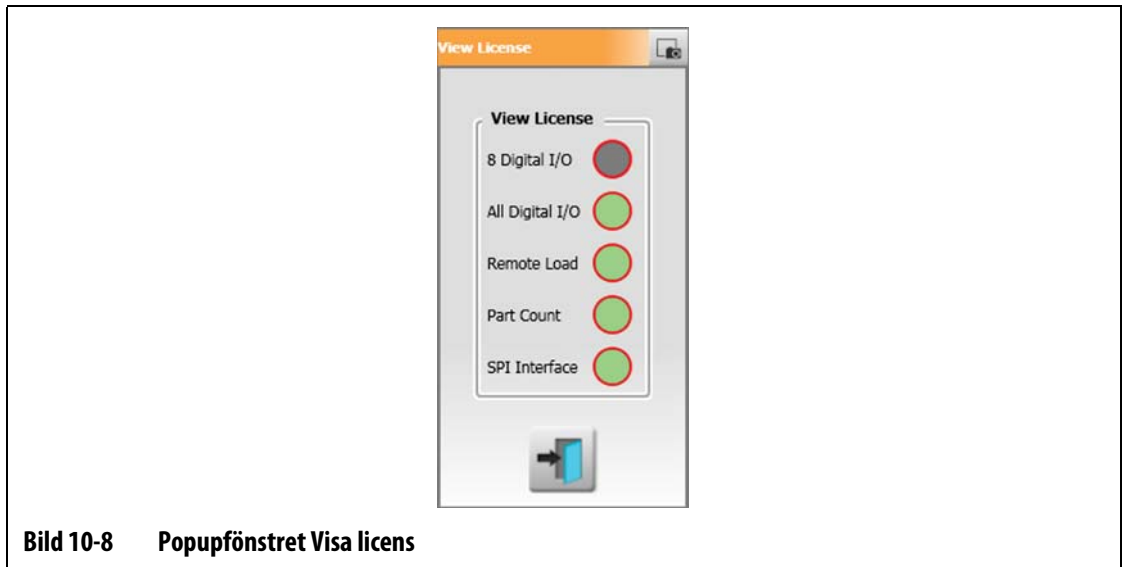 View License
View License
8 Digital I/O
All Digital I/O
Remote Load
Part Count
SPI Interface
Bild 10-8 Popupfönstret Visa licens